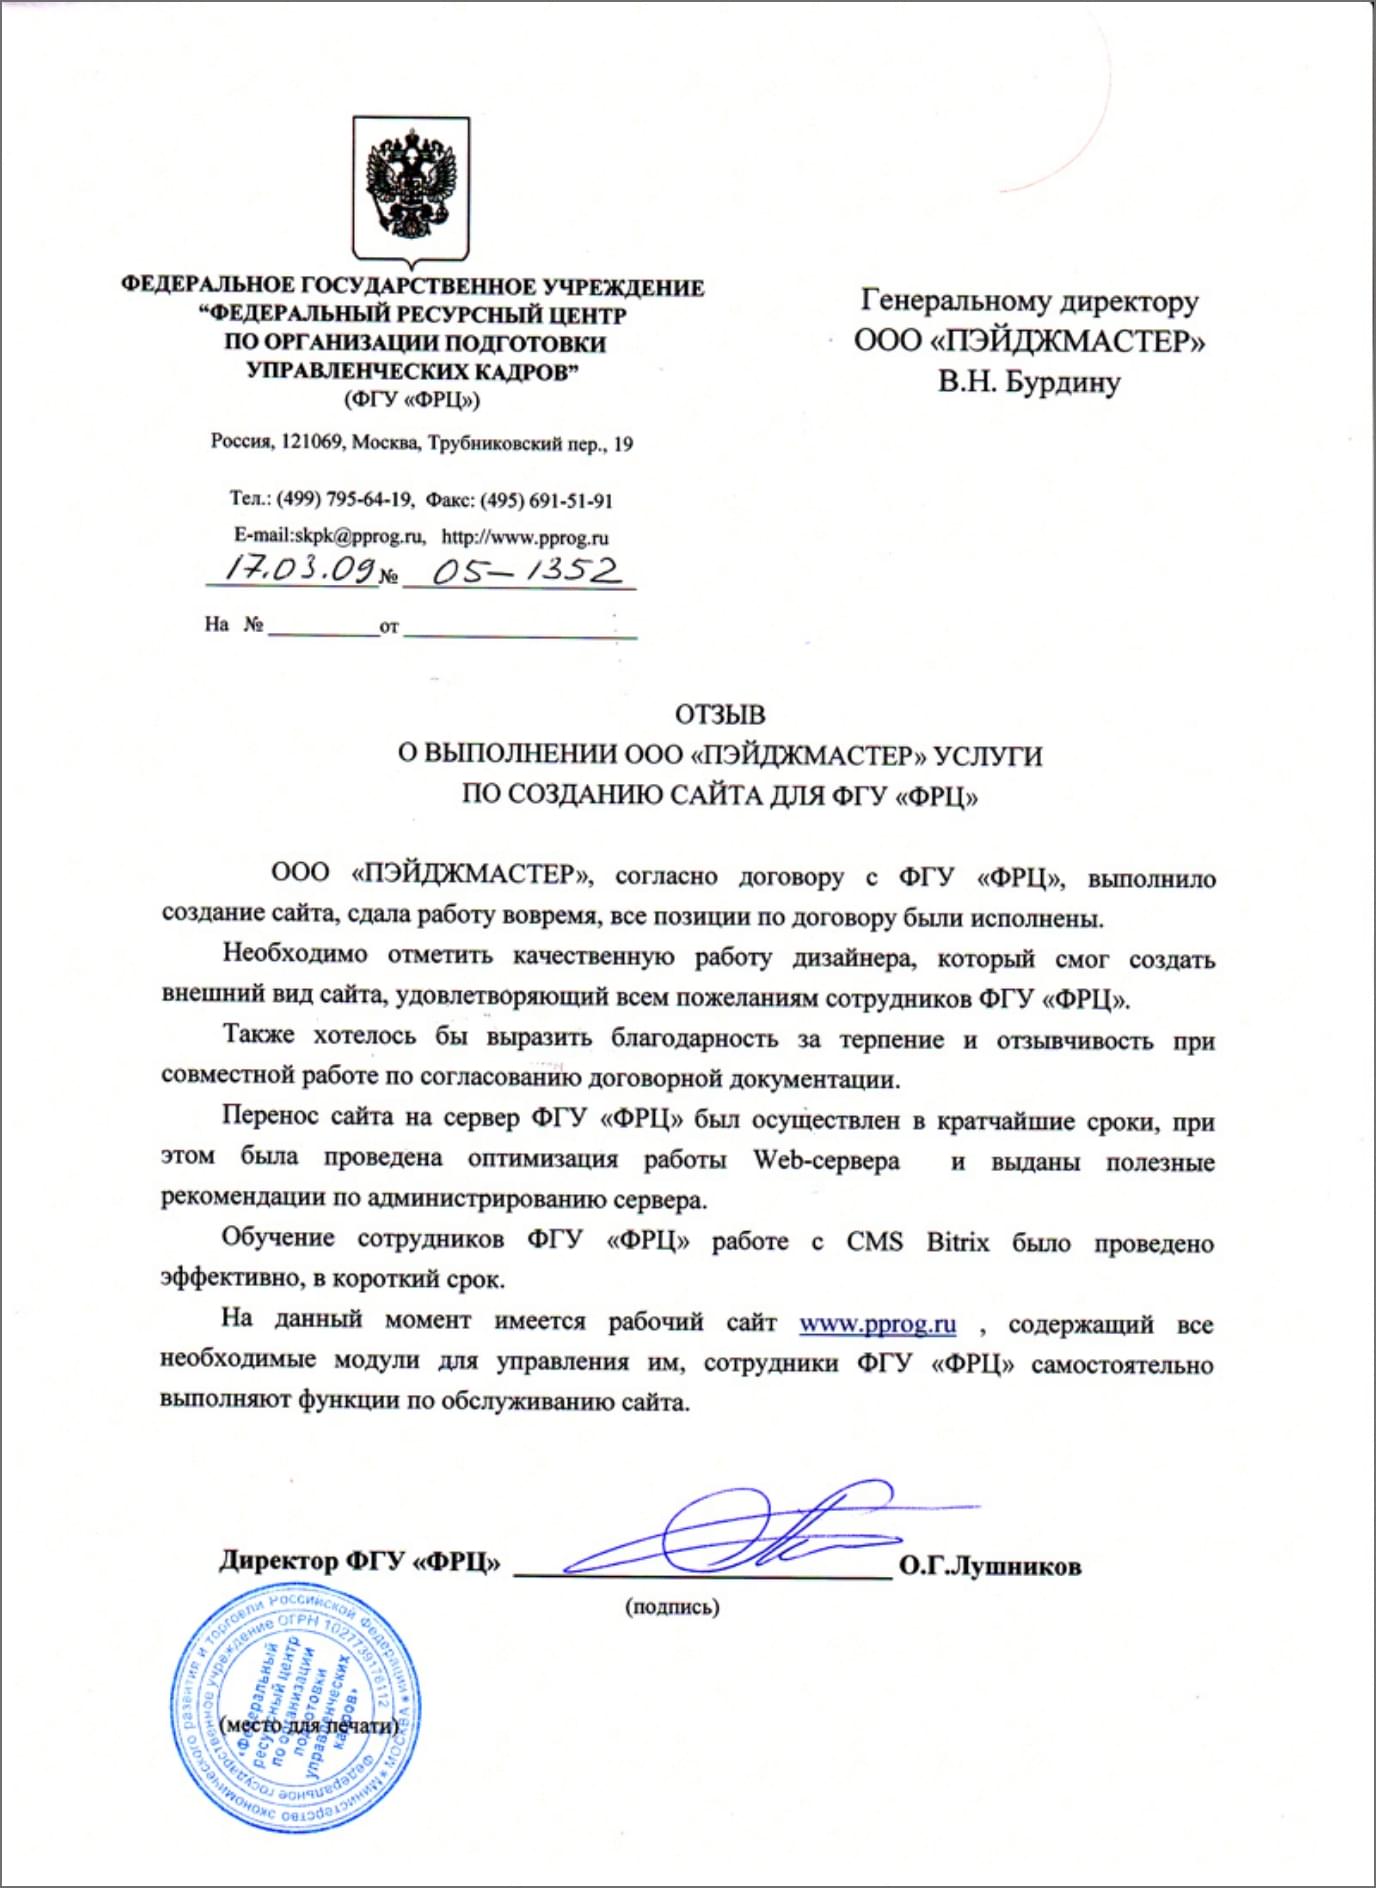 ФЕДЕРАЛЬНОЕ ГОСУДАРСТВЕННОЕ УЧРЕЖДЕНИЕ
“ФЕДЕРАЛЬНЫЙ РЕСУРСНЫЙ ЦЕНТР
ПО ОРГАНИЗАЦИИ ПОДГОТОВКИ
УПРАВЛЕНЧЕСКИХ КАДРОВ”
(ФГУ «ФРЦ»)
Россия, 121069, Москва, Трубниковский пер., 19
Тел.: (499) 795-64-19, Факс: (495) 691-51-91
E-mail:skpk@pprog.ru, http://www.pprog.ru
17.03.09 № 05-1352
На № __________от ____________________
Генеральному директору
ООО «ПЭЙДЖМАСТЕР»
В.Н. Бурдину
ОТЗЫВ
О ВЫПОЛНЕНИИ ООО «ПЭЙДЖМАСТЕР» УСЛУГИ
ПО СОЗДАНИЮ САЙТА ДЛЯ ФГУ «ФРЦ»
ООО «ПЭЙДЖМАСТЕР», согласно договору с ФГУ «ФРЦ», выполнило
создание сайта, сдала работу вовремя, все позиции по договору были исполнены.
Необходимо отметить качественную работу дизайнера, который смог создать
внешний вид сайта, удовлетворяющий всем пожеланиям сотрудников ФГУ «ФРЦ».
Также хотелось бы выразить благодарность за терпение и отзывчивость при
совместной работе по согласованию договорной документации.
Перенос сайта на сервер ФГУ «ФРЦ» был осуществлен в кратчайшие сроки, при
этом была проведена оптимизация работы Web-сервера и выданы полезные
рекомендации по администрированию сервера.
Обучение сотрудников ФГУ «ФРЦ» работе с CMS Bitrix было проведено
эффективно, в короткий срок.
На данный момент имеется рабочий сайт www.pprog.ru , содержащий все
необходимые модули для управления им, сотрудники ФГУ «ФРЦ» самостоятельно
выполняют функции по обслуживанию сайта.
Директор ФГУ «ФРЦ» ____________________ О.Г.Лушников
(подпись)
(место для печати)
*Министерство экономического развития и торговли Российской Федерации*МОСКВА
Федеральное государственное учреждение ОГРН 1027739176112
«Федеральный
ресурсный центр
по организации
подготовки
управленческих
кадров»